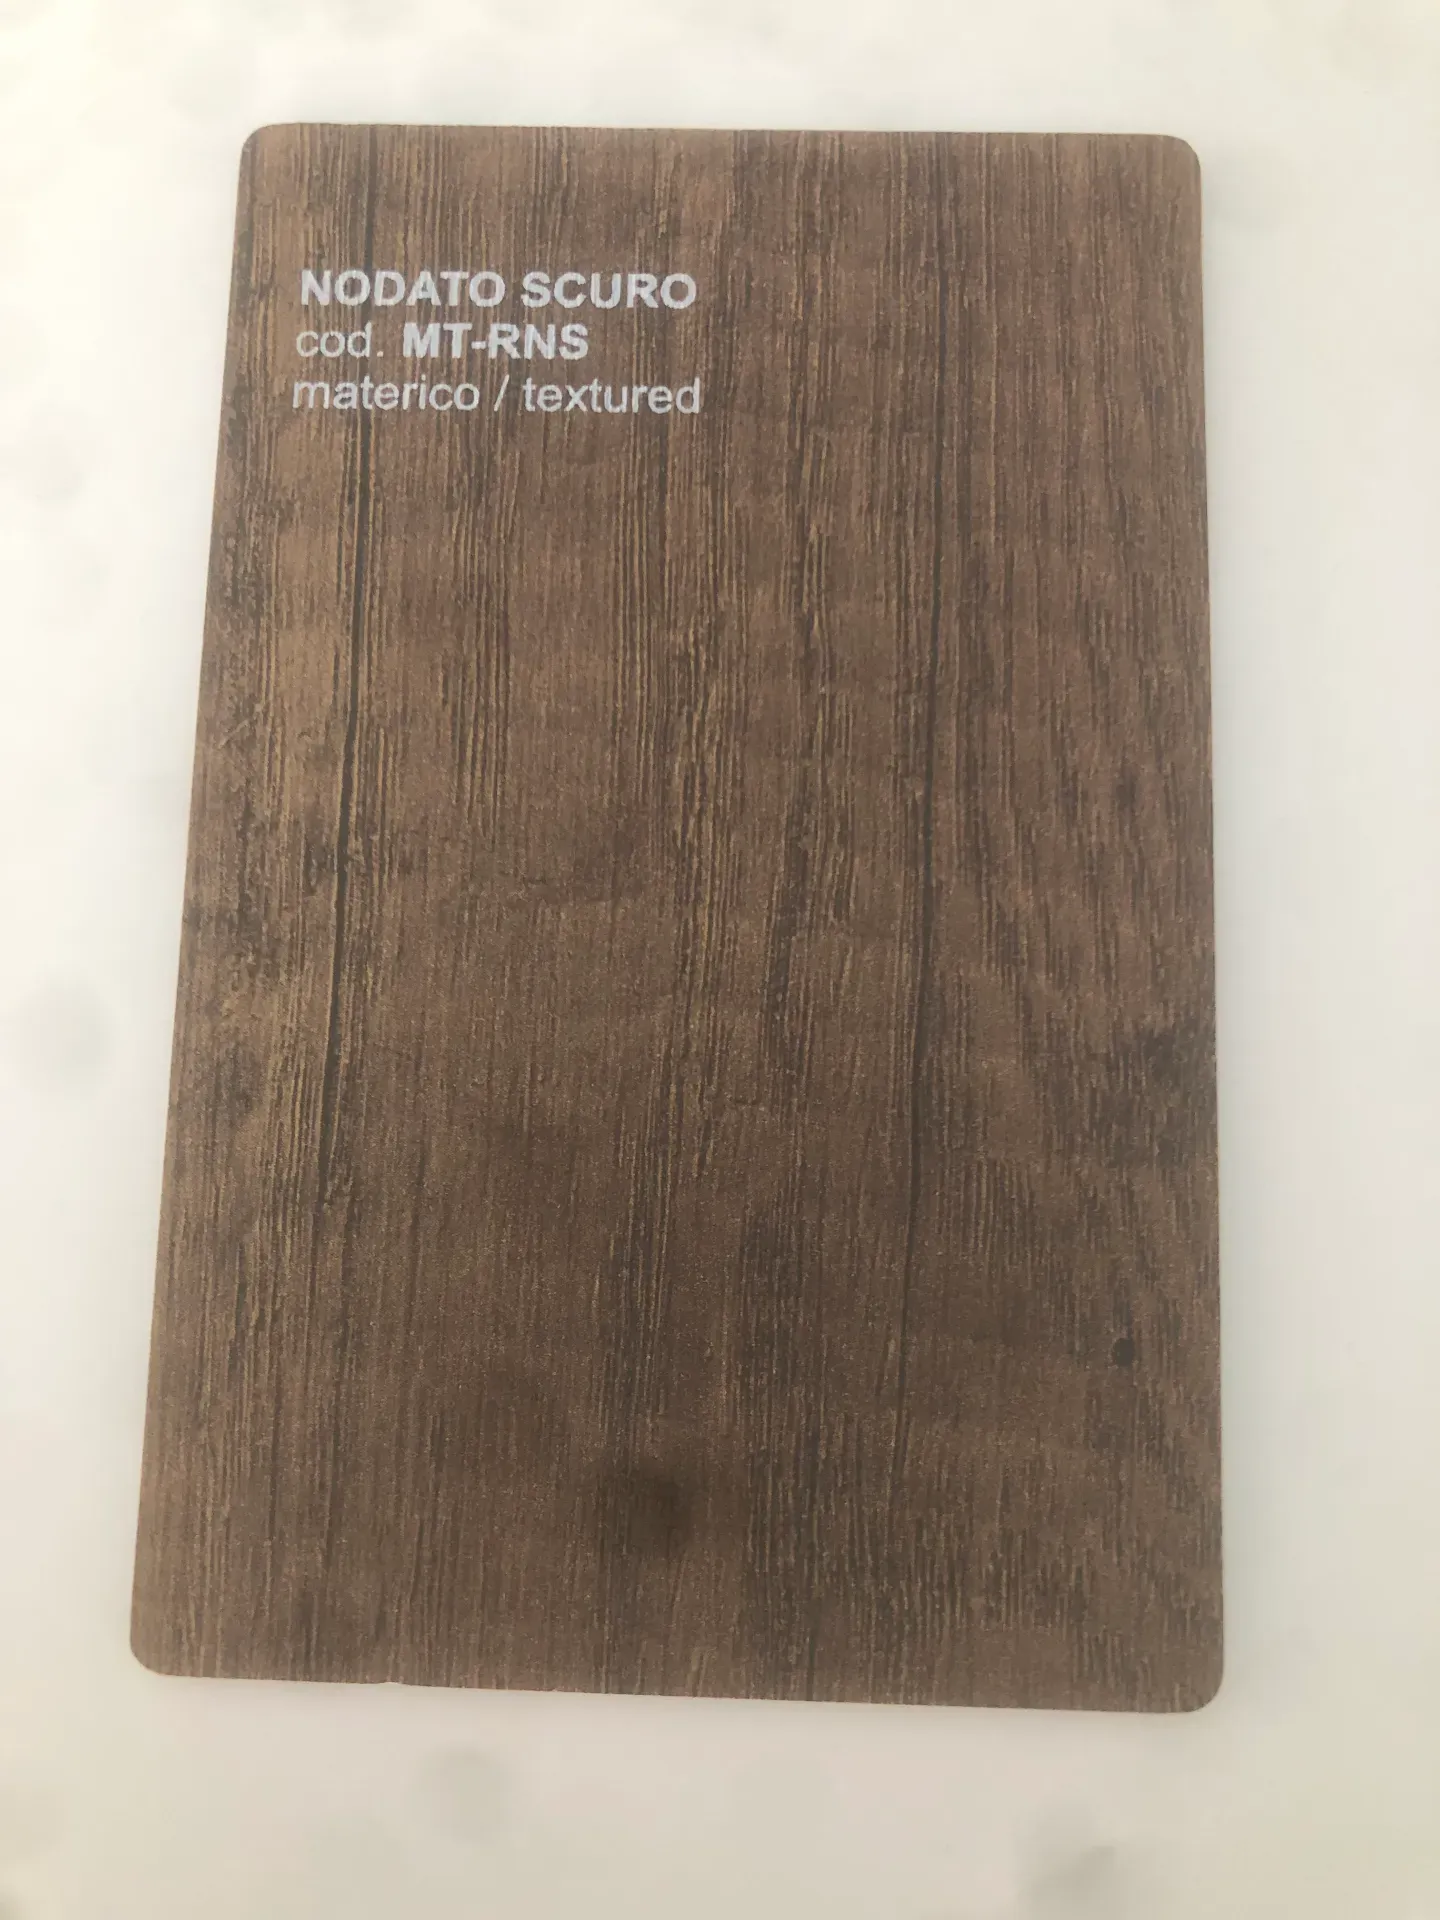 NODATO SCURO
cod. MT-RNS
materico / textured